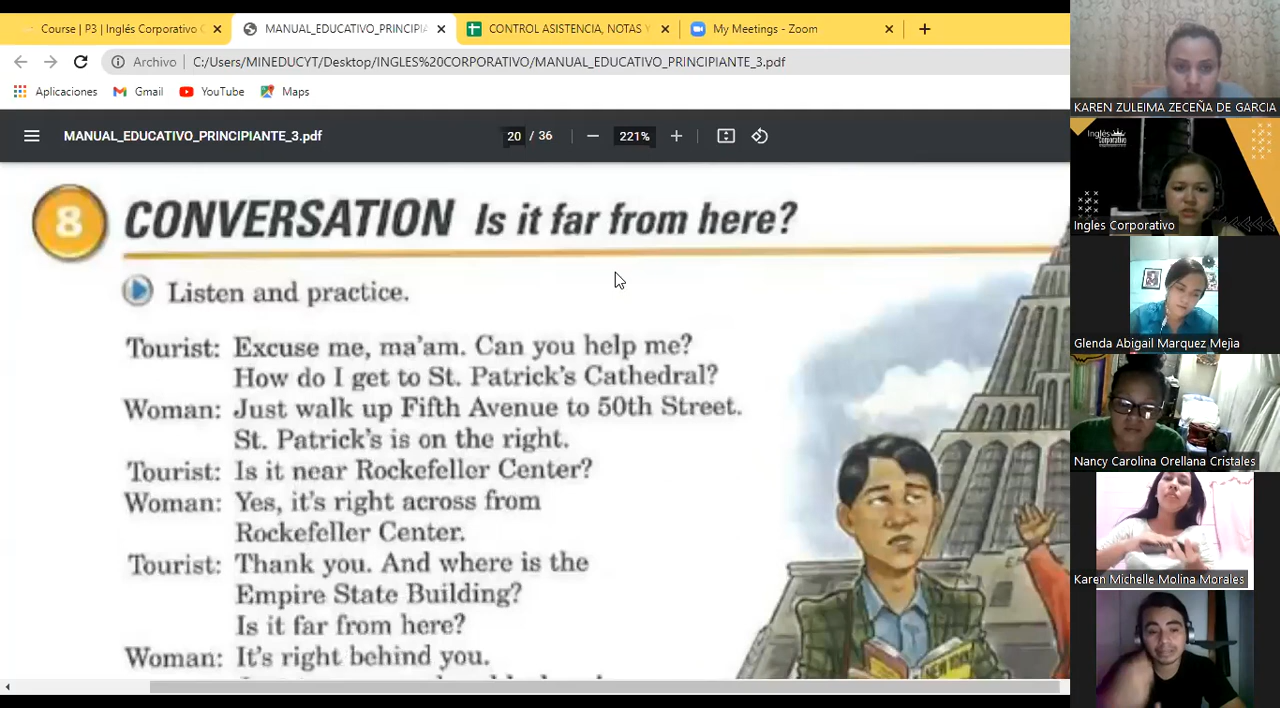 Course | P3 | Inglés Corporativo
MANUAL_EDUCATIVO_PRINCIPI
CONTROL ASISTENCIA, NOTAS Y
My Meetings - Zoom
Archivo
C:/Users/MINEDUCYT/Desktop/INGLES%20CORPORATIVO/MANUAL_EDUCATIVO_PRINCIPIANTE_3.pdf
Aplicaciones
Gmail
YouTube
Maps
MANUAL_EDUCATIVO_PRINCIPIANTE_3.pdf
20 / 36
221%
8 CONVERSATION Is it far from here?
Listen and practice.
Tourist: Excuse me, ma'am. Can you help me?
How do I get to St. Patrick's Cathedral?
Woman: Just walk up Fifth Avenue to 50th Street.
St. Patrick's is on the right.
Tourist: Is it near Rockefeller Center?
Woman: Yes, it's right across from
Rockefeller Center.
Tourist: Thank you. And where is the
Empire State Building?
Is it far from here?
Woman: It's right behind you.
NEW YORK
KAREN ZULEIMA ZECEÑA DE GARCIA
Inglés
Corporativo
Ingles Corporativo
Glenda Abigail Marquez Mejia
Nancy Carolina Orellana Cristales
Karen Michelle Molina Morales